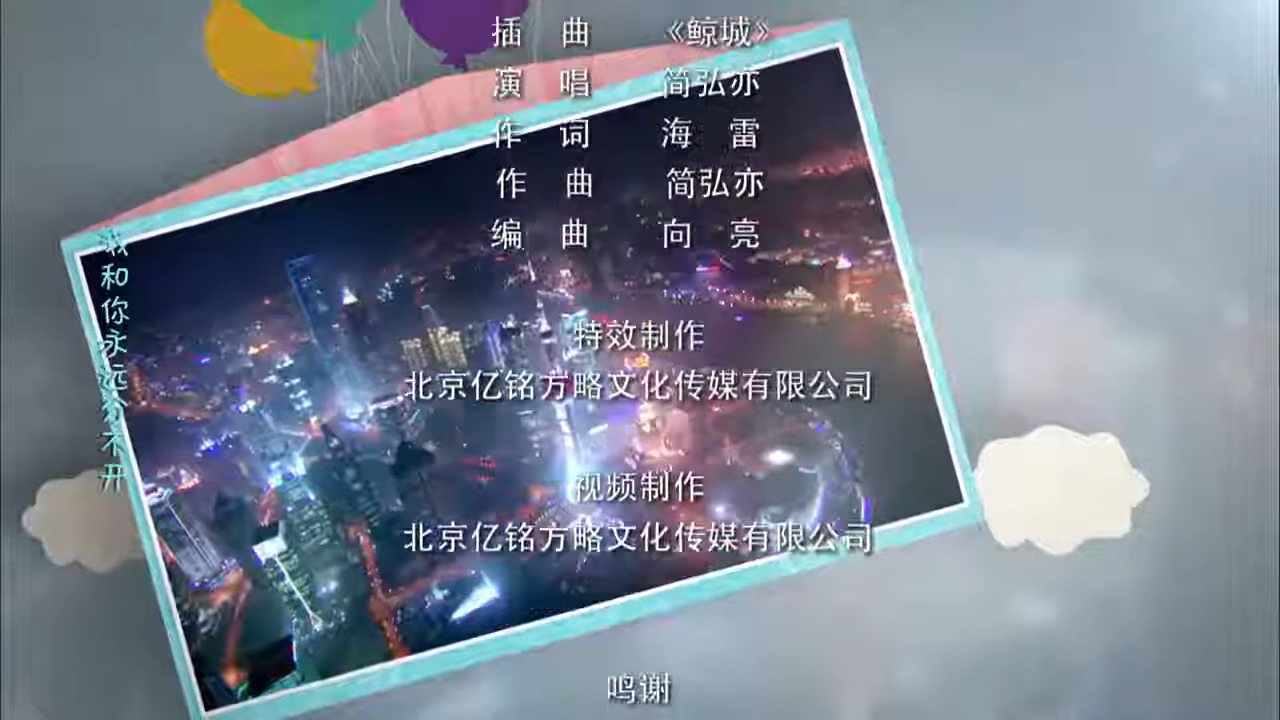 插曲 《鲸城》
演唱 简弘亦
作词 海雷
作曲 简弘亦
编曲 向亮
我和你永远分不开
特效制作
北京亿铭方略文化传媒有限公司
视频制作
北京亿铭方略文化传媒有限公司
鸣谢